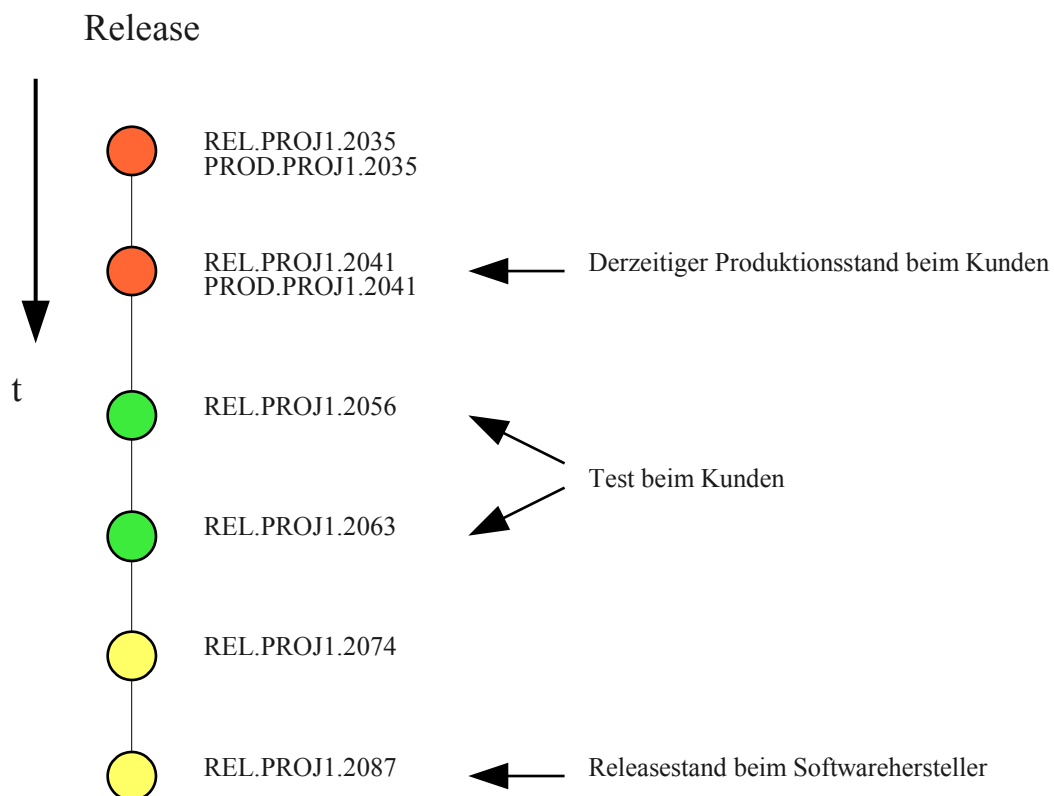 Release
REL.PROJ1.2035
PROD.PROJ1.2035
REL.PROJ1.2041
PROD.PROJ1.2041
Derzeitiger Produktionsstand beim Kunden
t
REL.PROJ1.2056
Test beim Kunden
REL.PROJ1.2063
REL.PROJ1.2074
REL.PROJ1.2087
Releasestand beim Softwarehersteller